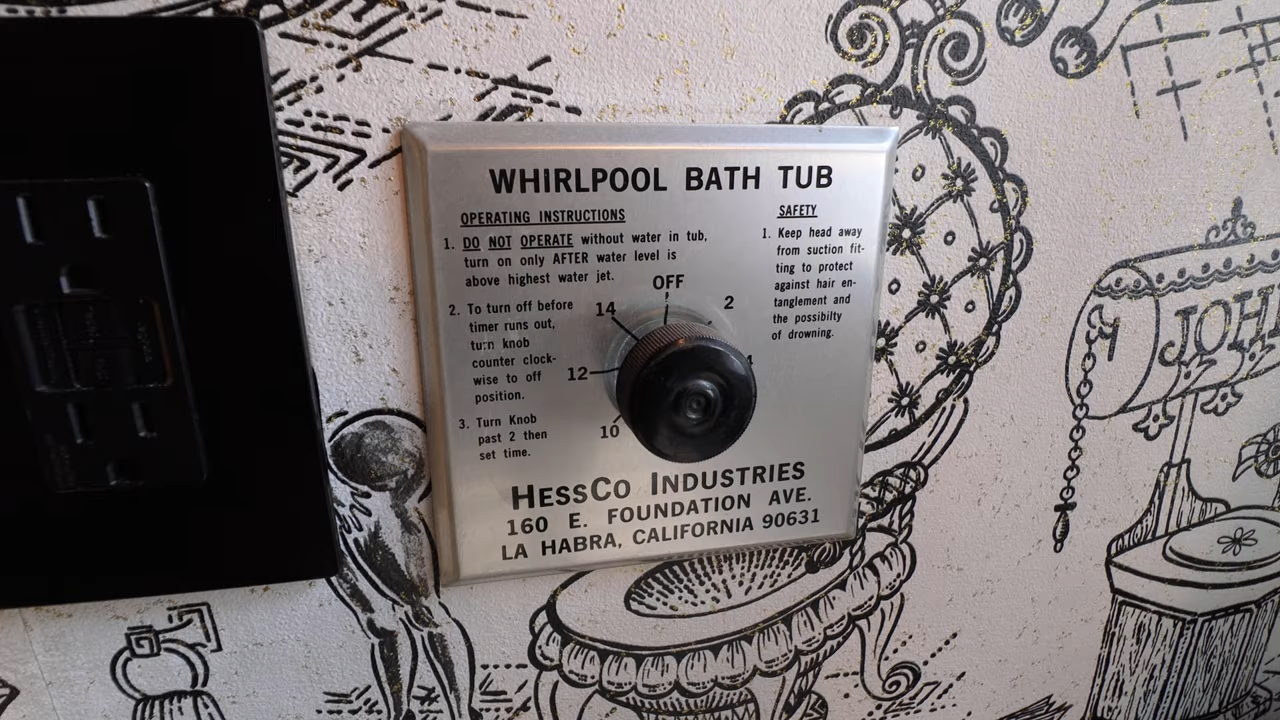 WHIRLPOOL BATH TUB
OPERATING INSTRUCTIONS
1. DO NOT OPERATE without water in tub,
turn on only AFTER water level is
above highest water jet.
2. To turn off before
timer runs out,
turn knob
counter clock-
wise to off
position.
3. Turn Knob
past 2 then
set time.
SAFETY
1. Keep head away
from suction fit-
ting to protect
against hair en-
tanglement and
the possibilty
of drowning.
OFF
14
2
12
4
10
HESSCO INDUSTRIES
160 E. FOUNDATION AVE.
LA HABRA, CALIFORNIA 90631
JOH